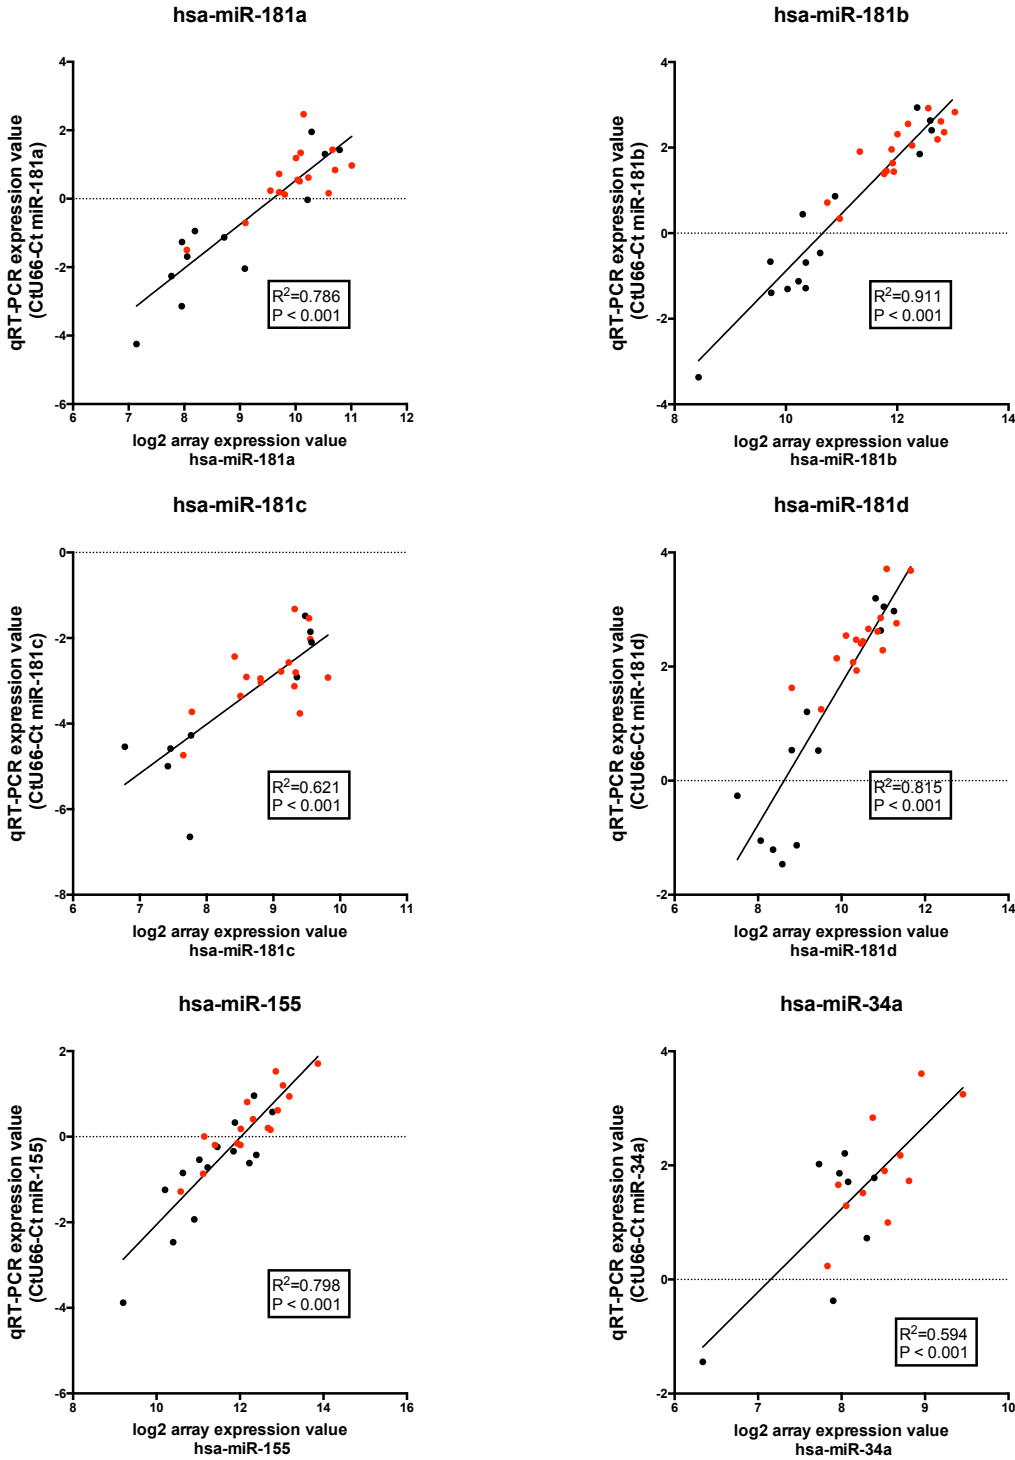 hsa-miR-181a
qRT-PCR expression value
(CtU66-Ct miR-181a)
4
2
0
-2
-4
-6
R2=0.786
P < 0.001
6 7 8 9 10 11 12
log2 array expression value
hsa-miR-181a
hsa-miR-181b
qRT-PCR expression value
(CtU66-Ct miR-181b)
4
2
0
-2
-4
R2=0.911
P < 0.001
8 10 12 14
log2 array expression value
hsa-miR-181b
hsa-miR-181c
qRT-PCR expression value
(CtU66-Ct miR-181c)
0
-2
-4
-6
-8
R2=0.621
P < 0.001
6 7 8 9 10 11
log2 array expression value
hsa-miR-181c
hsa-miR-181d
qRT-PCR expression value
(CtU66-Ct miR-181d)
4
2
0
-2
R2=0.815
P < 0.001
6 8 10 12 14
log2 array expression value
hsa-miR-181d
hsa-miR-155
qRT-PCR expression value
(CtU66-Ct miR-155)
2
0
-2
-4
-6
R2=0.798
P < 0.001
8 10 12 14 16
log2 array expression value
hsa-miR-155
hsa-miR-34a
qRT-PCR expression value
(CtU66-Ct miR-34a)
4
2
0
-2
R2=0.594
P < 0.001
6 7 8 9 10
log2 array expression value
hsa-miR-34a